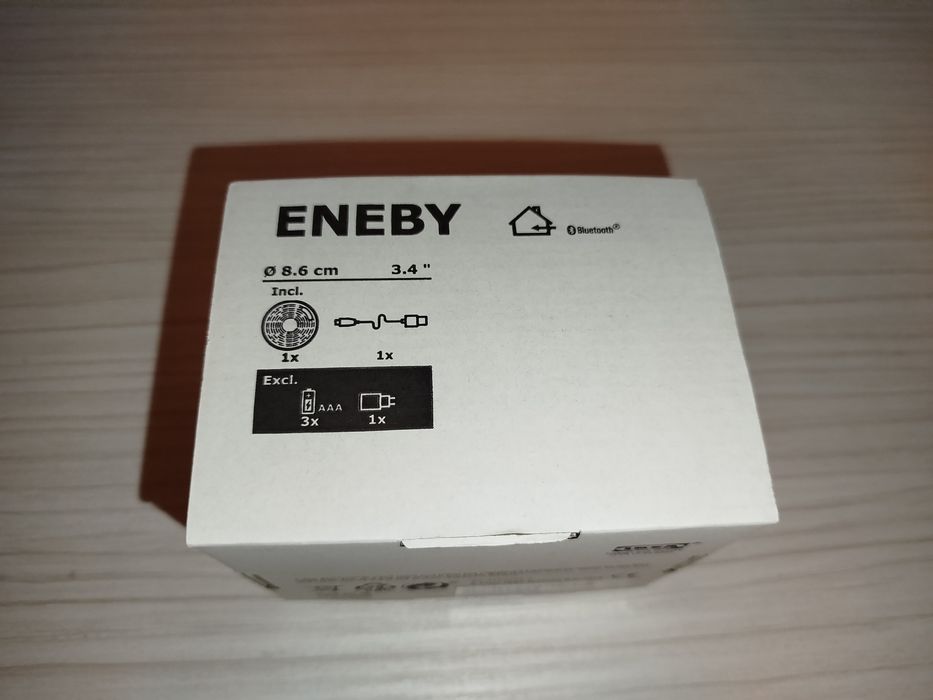 ENEBY
Bluetooth®
Ø 8.6 cm 3.4 "
Incl.
1x 1x
Excl.
AAA
3x 1x